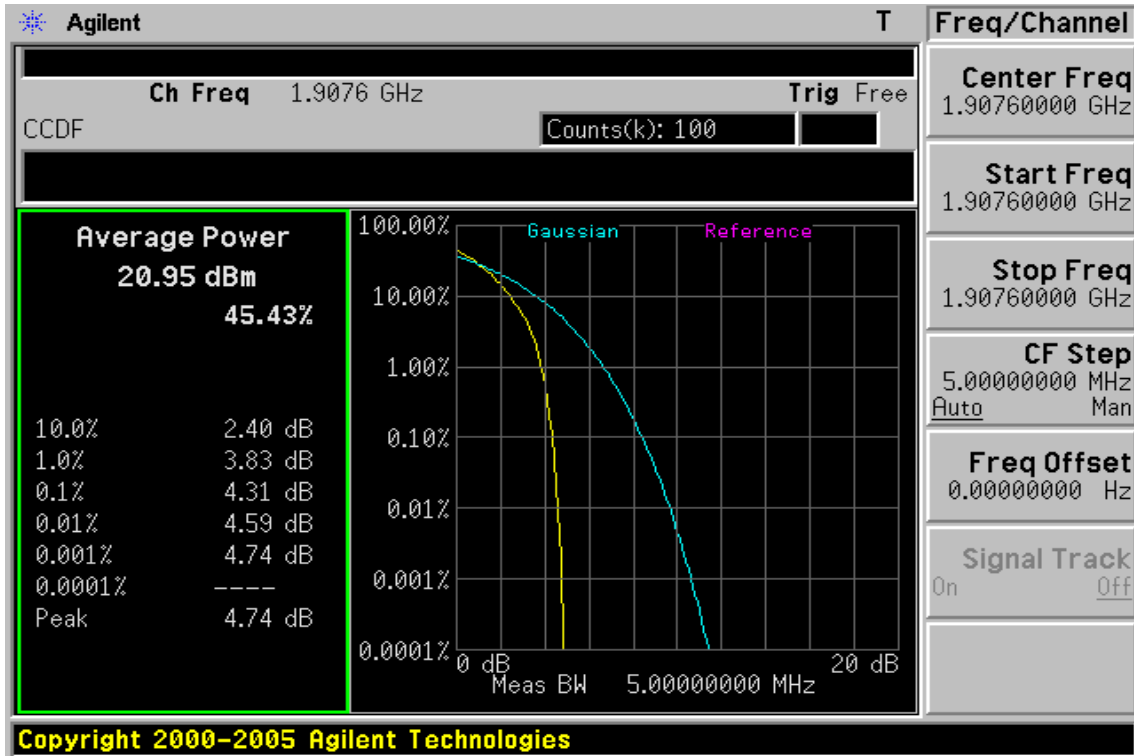 Agilent T
Ch Freq 1.9076 GHz Trig Free
CCDF Counts(k): 100
Average Power
20.95 dBm
45.43%
10.0% 2.40 dB
1.0% 3.83 dB
0.1% 4.31 dB
0.01% 4.59 dB
0.001% 4.74 dB
0.0001% ----
Peak 4.74 dB
Gaussian Reference
100.00%
10.00%
1.00%
0.10%
0.01%
0.001%
0.0001%
0 dB 20 dB
Meas BW 5.00000000 MHz
Freq/Channel
Center Freq
1.90760000 GHz
Start Freq
1.90760000 GHz
Stop Freq
1.90760000 GHz
CF Step
5.00000000 MHz
Auto Man
Freq Offset
0.00000000 Hz
Signal Track
On Off
Copyright 2000-2005 Agilent Technologies